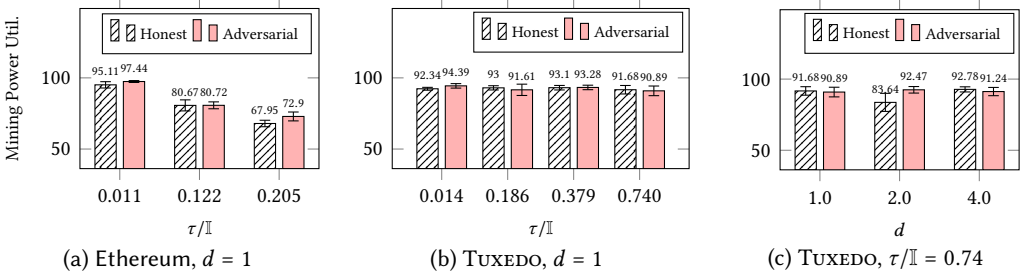 Mining Power Util.
100
50
Honest Adversarial
95.11 97.44
80.67 80.72
67.95 72.9
0.011 0.122 0.205
τ/𝕀
(a) Ethereum, d = 1
100
50
Honest Adversarial
92.34 94.39 93 91.61 93.1 93.28 91.68 90.89
0.014 0.186 0.379 0.740
τ/𝕀
(b) TUXEDO, d = 1
100
50
Honest Adversarial
91.68 90.89 83.64 92.47 92.78 91.24
1.0 2.0 4.0
d
(c) TUXEDO, τ/𝕀 = 0.74